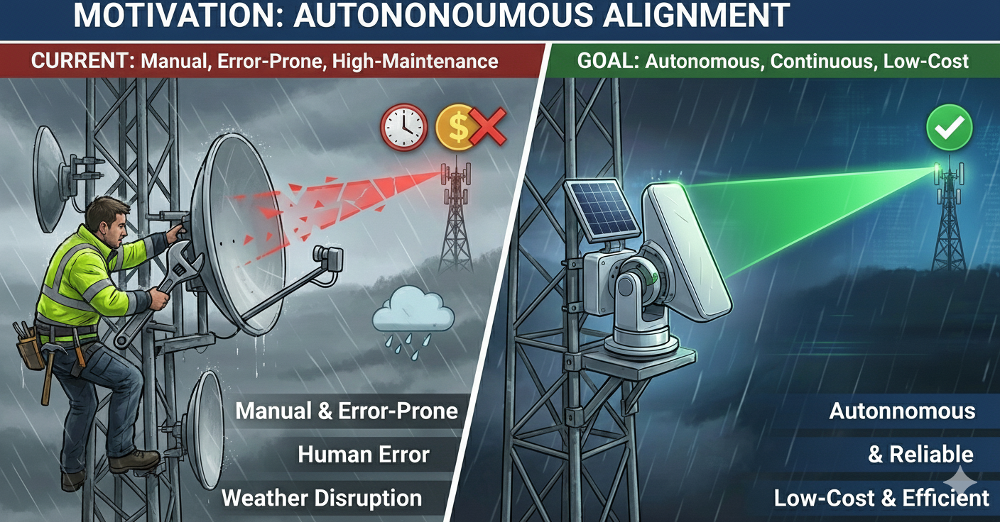 MOTIVATION: AUTONONOUMOUS ALIGNMENT
CURRENT: Manual, Error-Prone, High-Maintenance
GOAL: Autonomous, Continuous, Low-Cost
$
Manual & Error-Prone
Human Error
Weather Disruption
Autonnomous
& Reliable
Low-Cost & Efficient